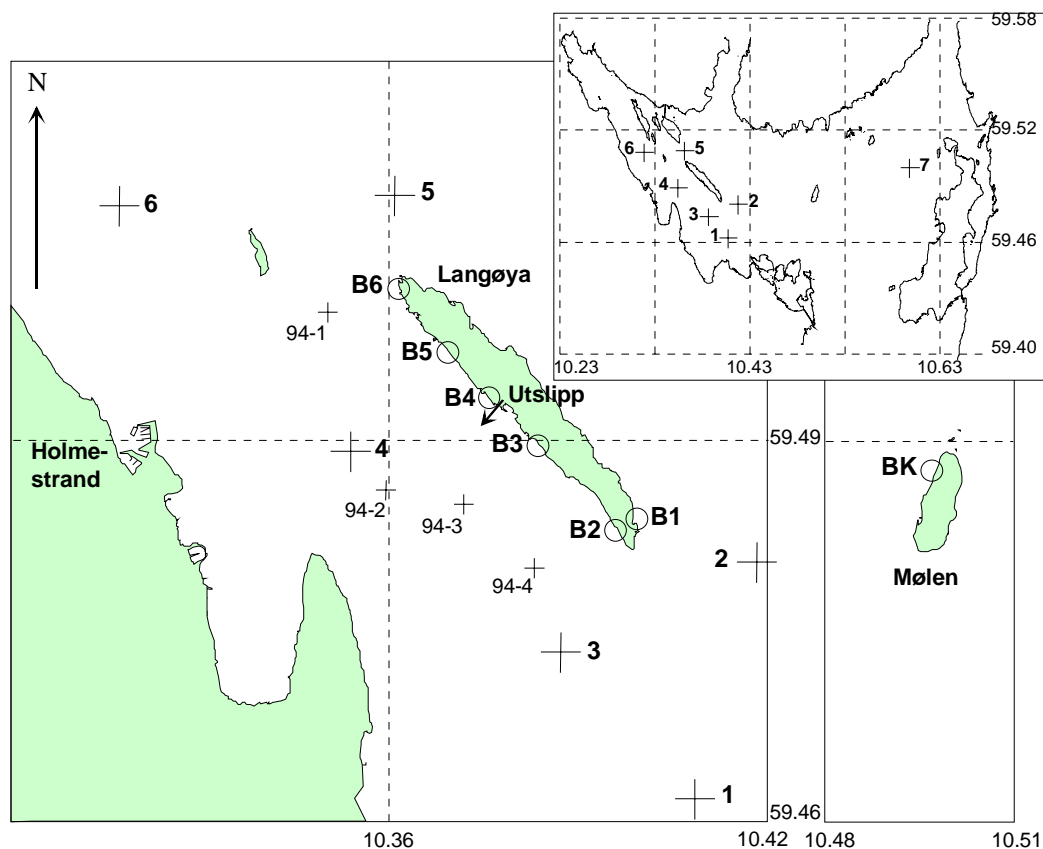 59.58
N
59.52
6
5
7
4
2
3
1
59.46
59.40
10.23
10.43
10.63
6
5
Langøya
B6
94-1
B5
Utslipp
B4
B3
59.49
Holme-
strand
4
BK
94-2
94-3
B1
B2
2
94-4
Mølen
3
1
59.46
10.36
10.42
10.48
10.51